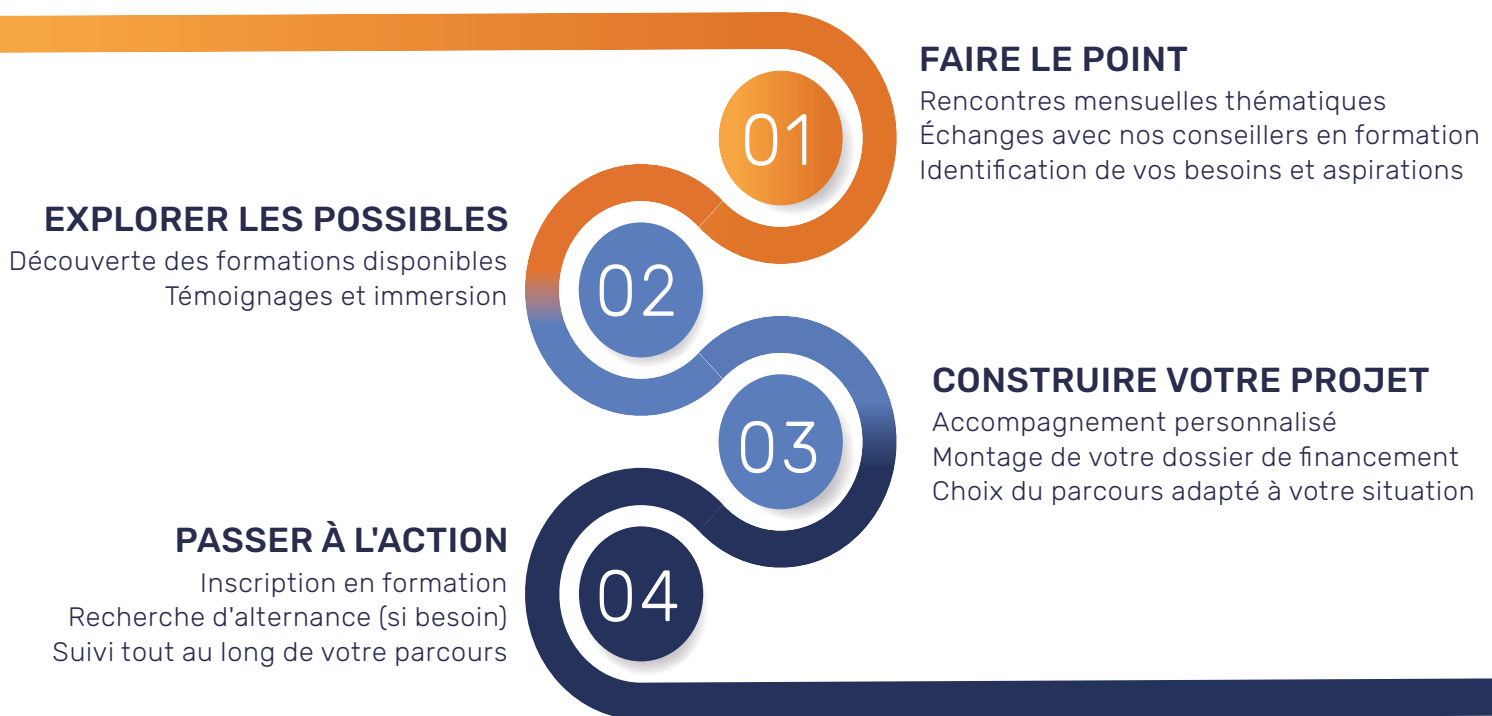 01
FAIRE LE POINT
Rencontres mensuelles thématiques
Échanges avec nos conseillers en formation
Identification de vos besoins et aspirations
02
EXPLORER LES POSSIBLES
Découverte des formations disponibles
Témoignages et immersion
03
CONSTRUIRE VOTRE PROJET
Accompagnement personnalisé
Montage de votre dossier de financement
Choix du parcours adapté à votre situation
04
PASSER À L'ACTION
Inscription en formation
Recherche d'alternance (si besoin)
Suivi tout au long de votre parcours